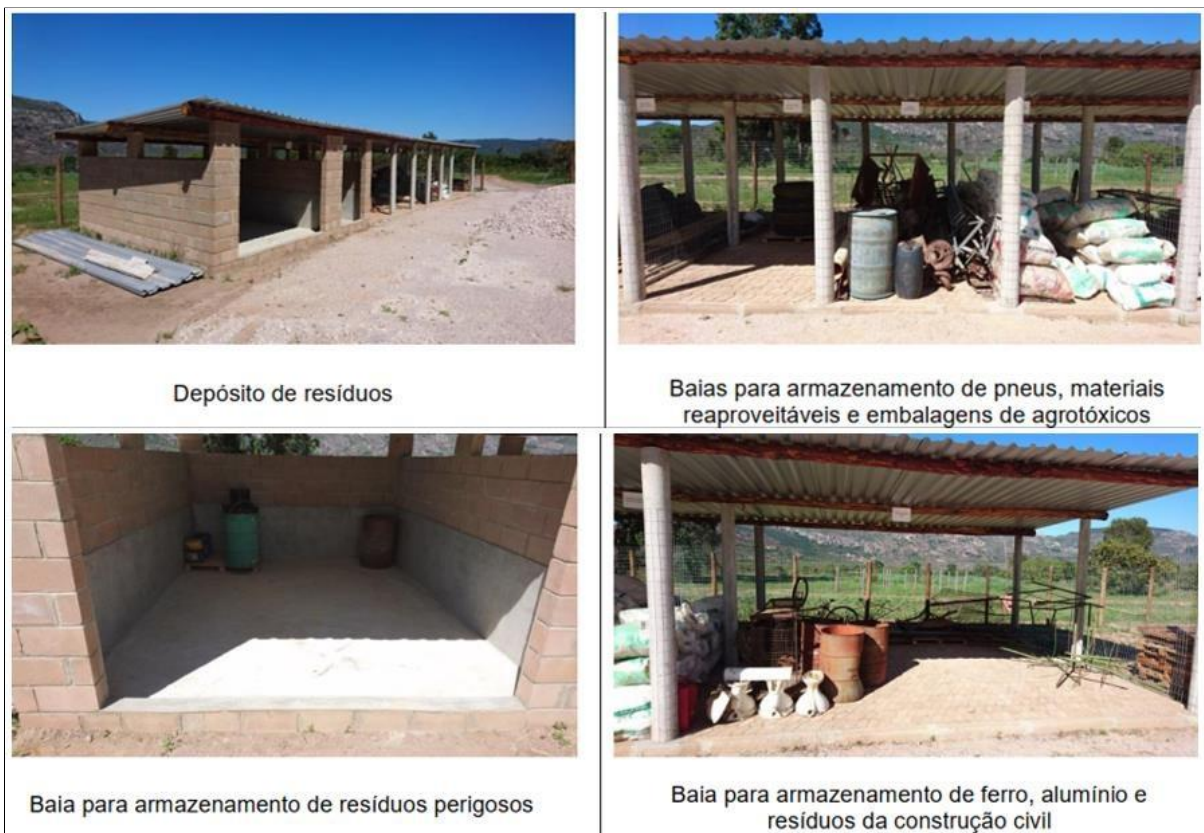 Depósito de resíduos
Baias para armazenamento de pneus, materiais
reaproveitáveis e embalagens de agrotóxicos
Baia para armazenamento de resíduos perigosos
Baia para armazenamento de ferro, alumínio e
resíduos da construção civil